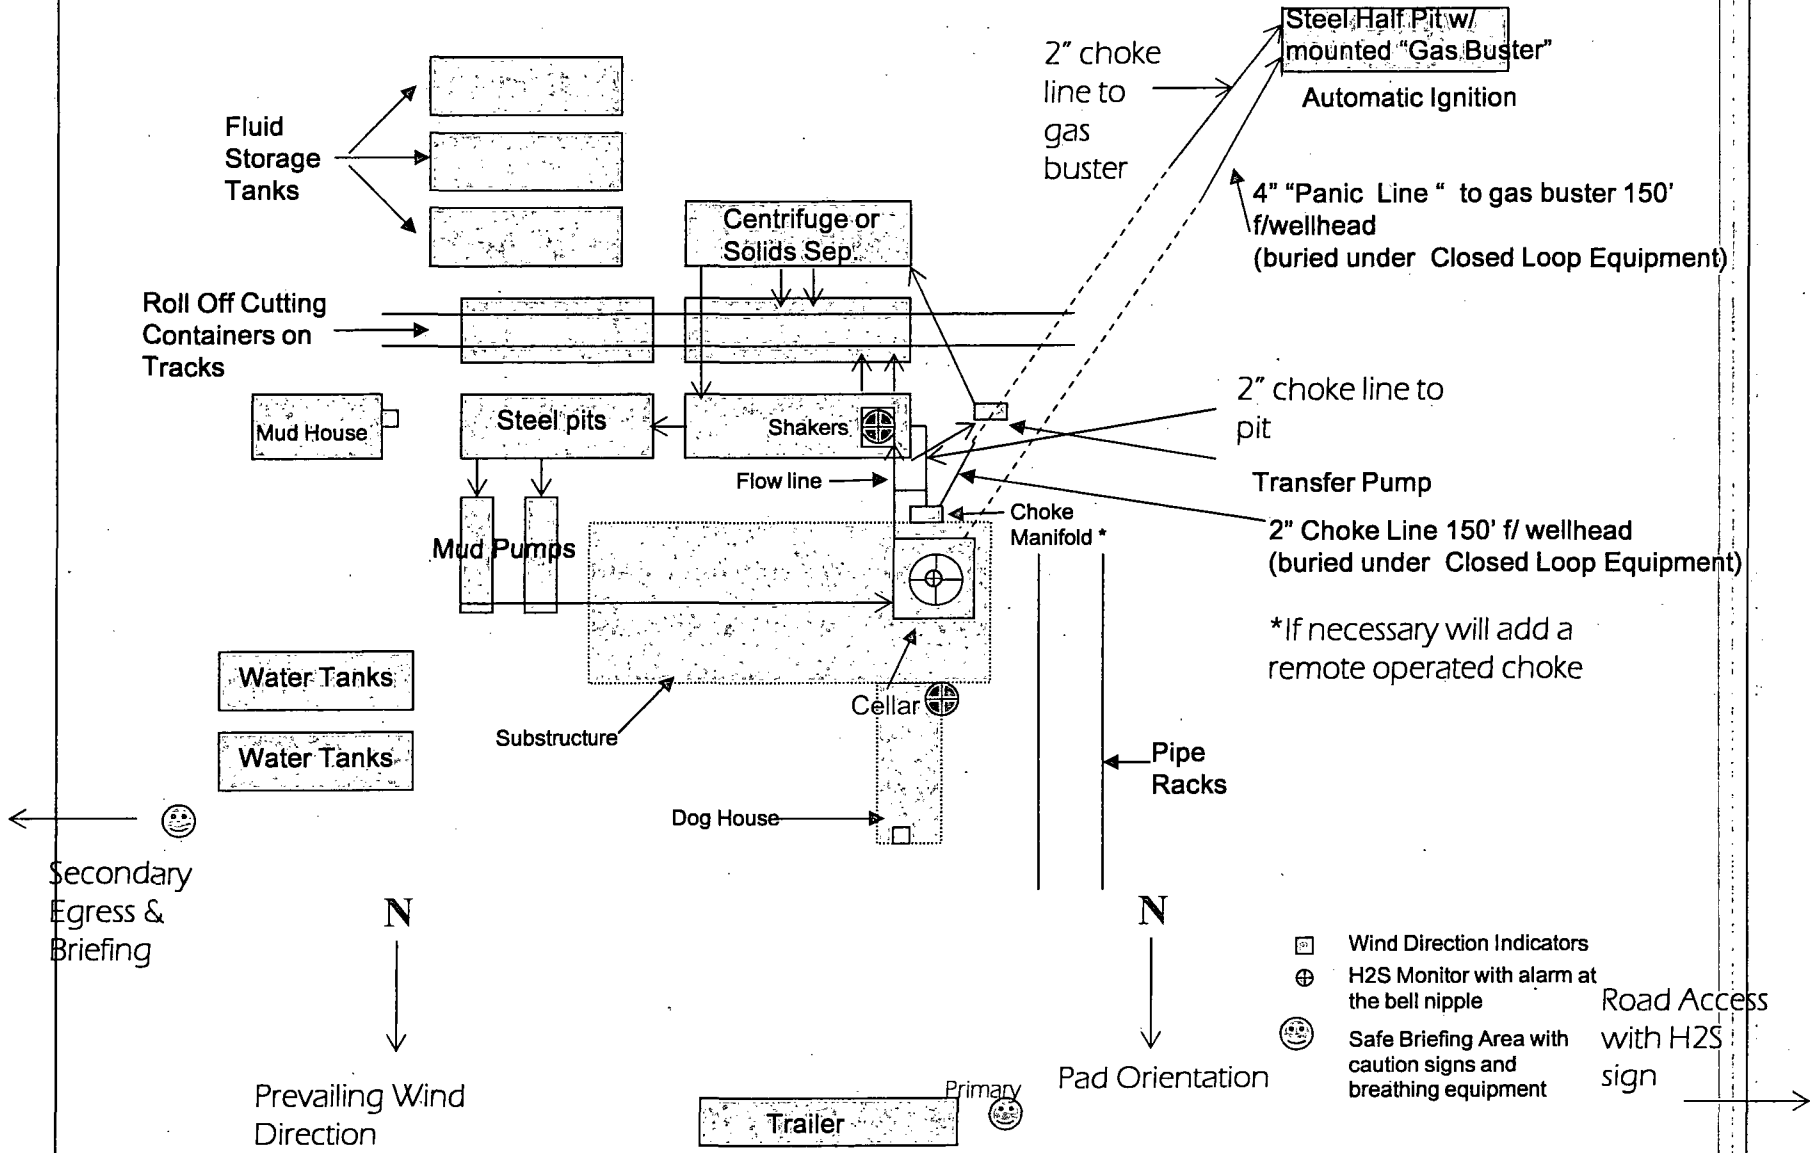 Steel Half Pit w/
mounted “Gas Buster”
Automatic Ignition
2” choke
line to
gas
buster
Fluid
Storage
Tanks
4” “Panic Line “ to gas buster 150’
f/wellhead
(buried under Closed Loop Equipment)
Centrifuge or
Solids Sep.
Roll Off Cutting
Containers on
Tracks
2” choke line to
pit
Mud House
Steel pits
Shakers
Flow line
Transfer Pump
Choke
Manifold *
2” Choke Line 150’ f/ wellhead
(buried under Closed Loop Equipment)
Mud Pumps
*If necessary will add a
remote operated choke
Water Tanks
Cellar
Substructure
Water Tanks
Pipe
Racks
Dog House
Secondary
Egress &
Briefing
N
N
Wind Direction Indicators
H2S Monitor with alarm at
the bell nipple
Safe Briefing Area with
caution signs and
breathing equipment
Road Access
with H2S
sign
Prevailing Wind
Direction
Pad Orientation
Primary
Trailer